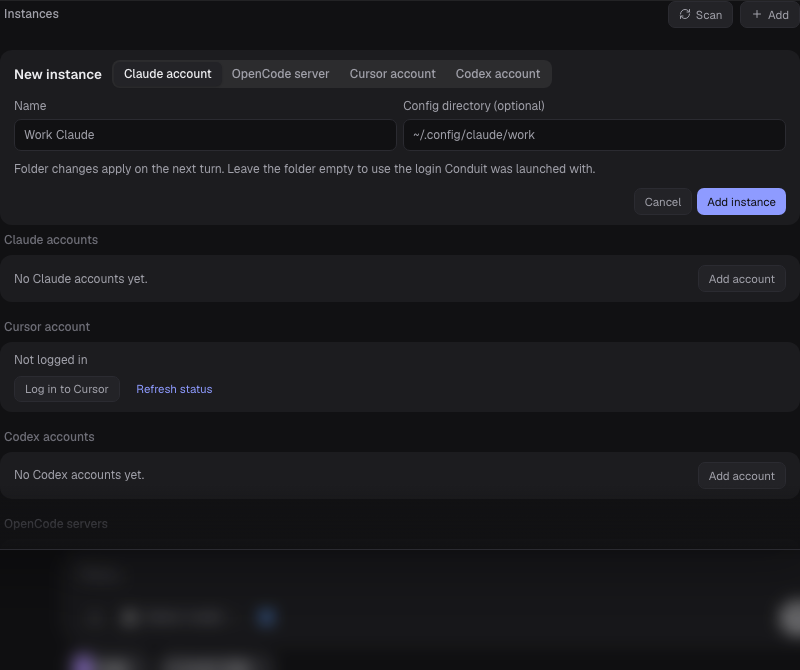 Instances
Scan
+ Add
New instance
Claude account
OpenCode server
Cursor account
Codex account
Name
Config directory (optional)
Work Claude
~/.config/claude/work
Folder changes apply on the next turn. Leave the folder empty to use the login Conduit was launched with.
Cancel
Add instance
Claude accounts
No Claude accounts yet.
Add account
Cursor account
Not logged in
Log in to Cursor
Refresh status
Codex accounts
No Codex accounts yet.
Add account
OpenCode servers